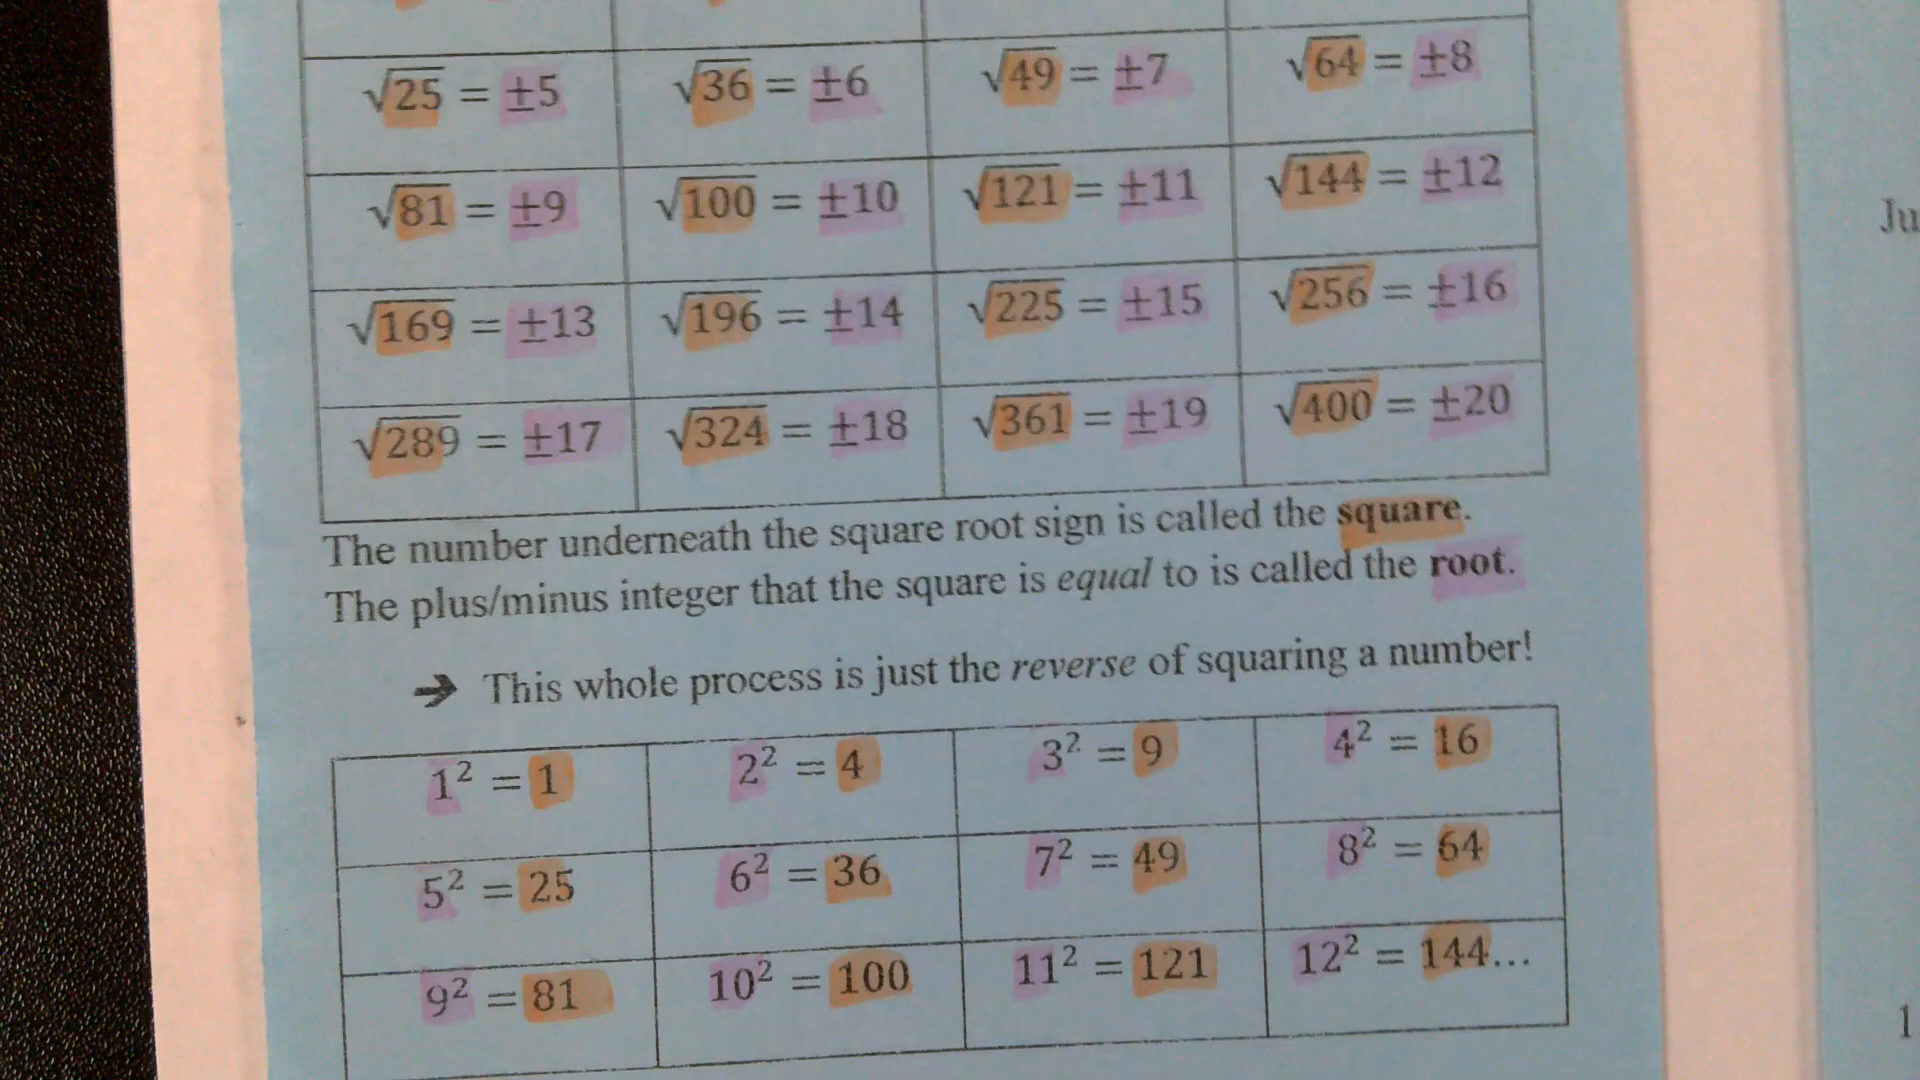 √25 = ±5 √36 = ±6 √49 = ±7 √64 = ±8
√81 = ±9 √100 = ±10 √121 = ±11 √144 = ±12
√169 = ±13 √196 = ±14 √225 = ±15 √256 = ±16
√289 = ±17 √324 = ±18 √361 = ±19 √400 = ±20
The number underneath the square root sign is called the square.
The plus/minus integer that the square is equal to is called the root.
→ This whole process is just the reverse of squaring a number!
1² = 1 2² = 4 3² = 9 4² = 16
5² = 25 6² = 36 7² = 49 8² = 64
9² = 81 10² = 100 11² = 121 12² = 144...
Ju
1